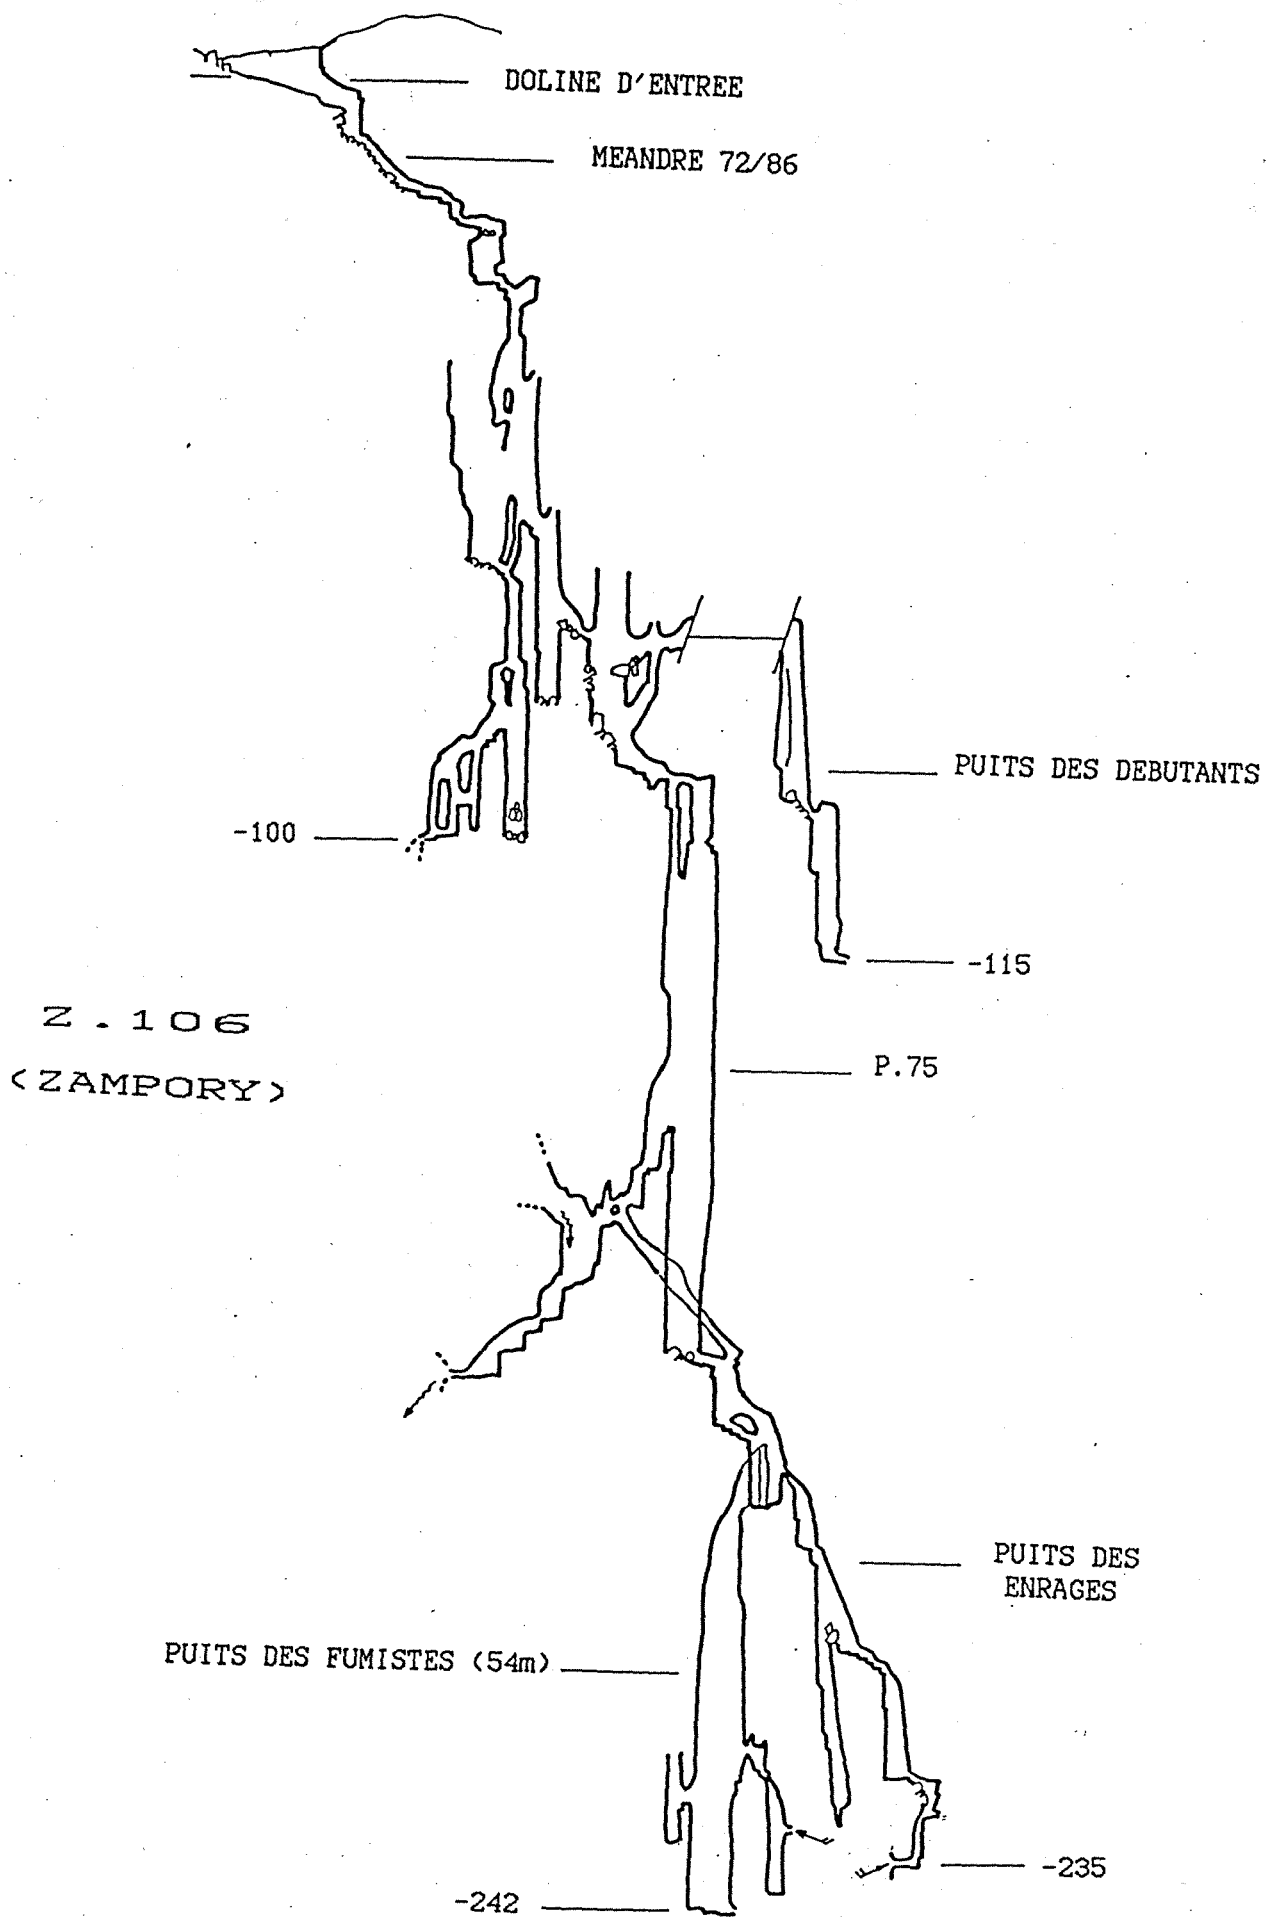 DOLINE D'ENTREE
MEANDRE 72/86
PUITS DES DEBUTANTS
-100
-115
Z.106
<ZAMPORY>
P.75
PUITS DES
ENRAGES
PUITS DES FUMISTES (54m)
-235
-242